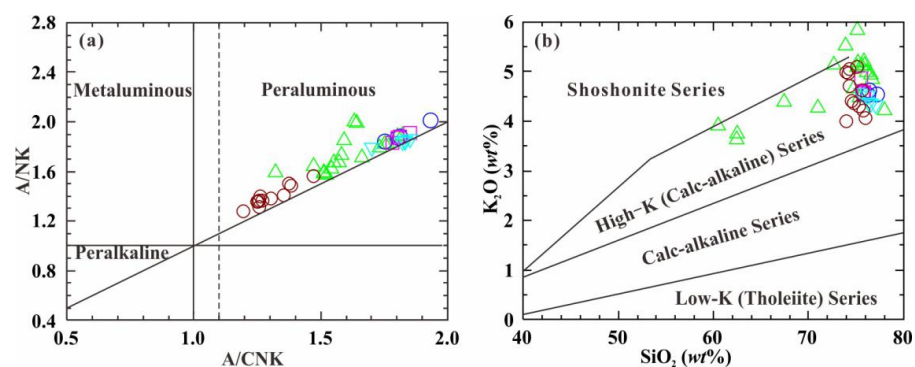 2.8
(a)
2.4
Metaluminous
Peraluminous
2.0
A/NK
1.6
1.2
Peralkaline
0.8
0.4
0.5
1.0
1.5
2.0
A/CNK
6
(b)
5
Shoshonite Series
4
K₂O (wt%)
3
High−K (Calc-alkaline) Series
2
Calc-alkaline Series
1
Low-K (Tholeiite) Series
0
40
50
60
70
80
SiO₂ (wt%)